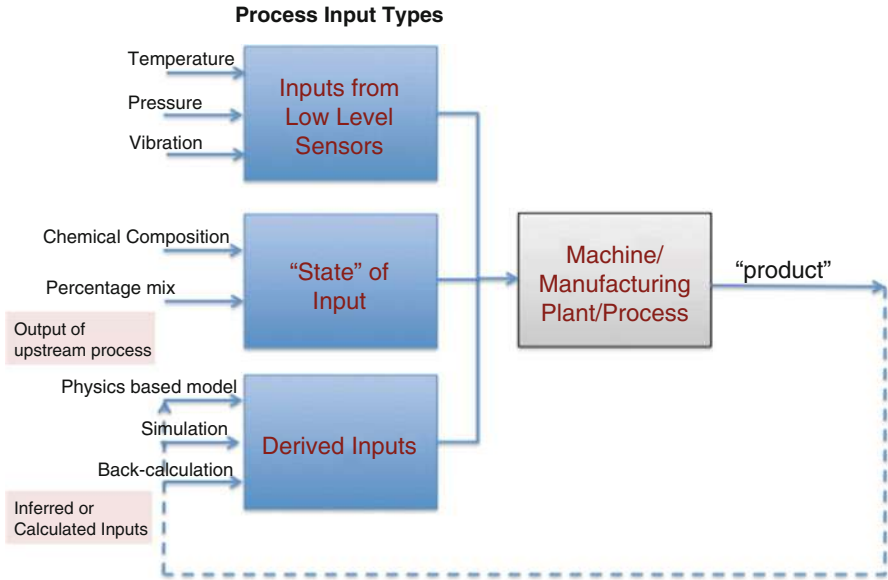 Process Input Types
Temperature
Pressure
Vibration
Inputs from
Low Level
Sensors
Chemical Composition
Percentage mix
Output of
upstream process
“State” of
Input
Physics based model
Simulation
Back-calculation
Inferred or
Calculated Inputs
Derived Inputs
Machine/
Manufacturing
Plant/Process
“product”